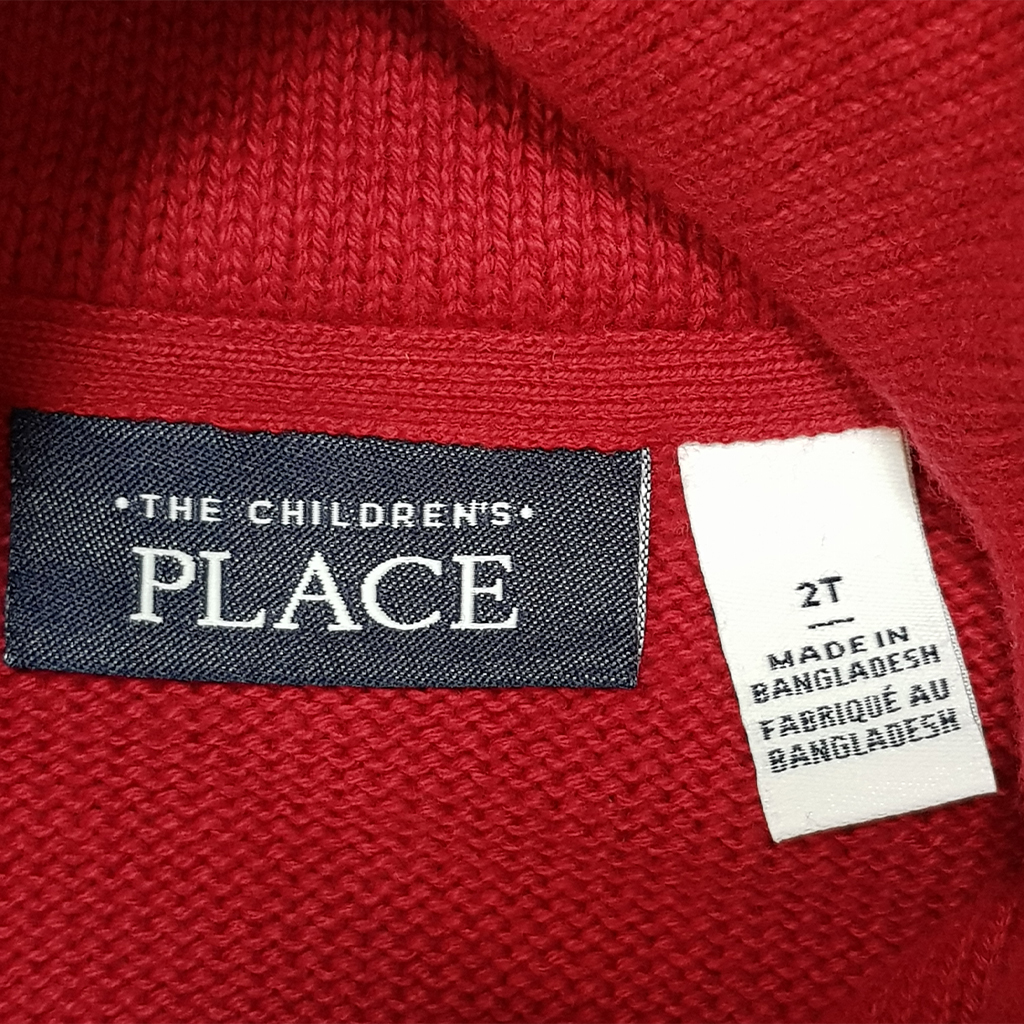 •THE CHILDREN'S•
PLACE
2T
MADE IN
BANGLADESH
FABRIQUÉ AU
BANGLADESH